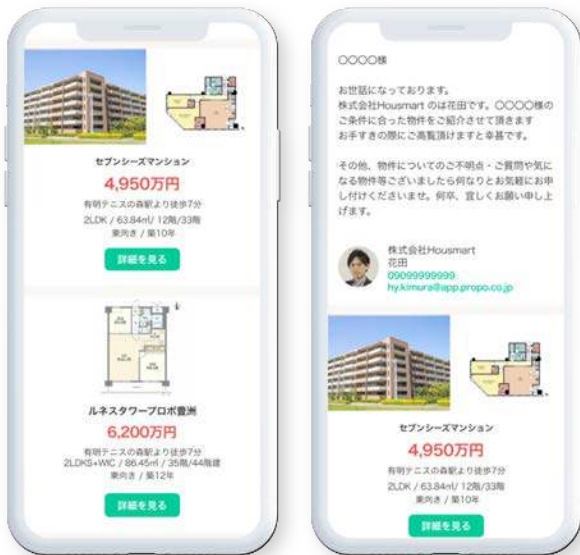 セブンシーズマンション
4,950万円
有明テニスの森駅より徒歩7分
2LDK / 63.84㎡/ 12階/33階
東向き / 築10年
詳細を見る
ルネスタワープロポ豊洲
6,200万円
有明テニスの森駅より徒歩7分
2LDKS+WIC / 86.45㎡ / 35階/44階建
東向き / 築12年
詳細を見る
〇〇〇〇様
お世話になっております。
株式会社Housmart のは花田です。〇〇〇〇様の
ご条件に合った物件をご紹介させて頂きます
お手すきの際にご高覧頂けますと幸甚です。
その他、物件についてのご不明点・ご質問や気に
なる物件等ございましたら何なりとお気軽にお申
し付けくださいませ。何卒、宜しくお願い申し上
げます。
株式会社Housmart
花田
09099999999
hy.kimura@app.propo.co.jp
セブンシーズマンション
4,950万円
有明テニスの森駅より徒歩7分
2LDK / 63.84㎡/ 12階/33階
東向き / 築10年
詳細を見る